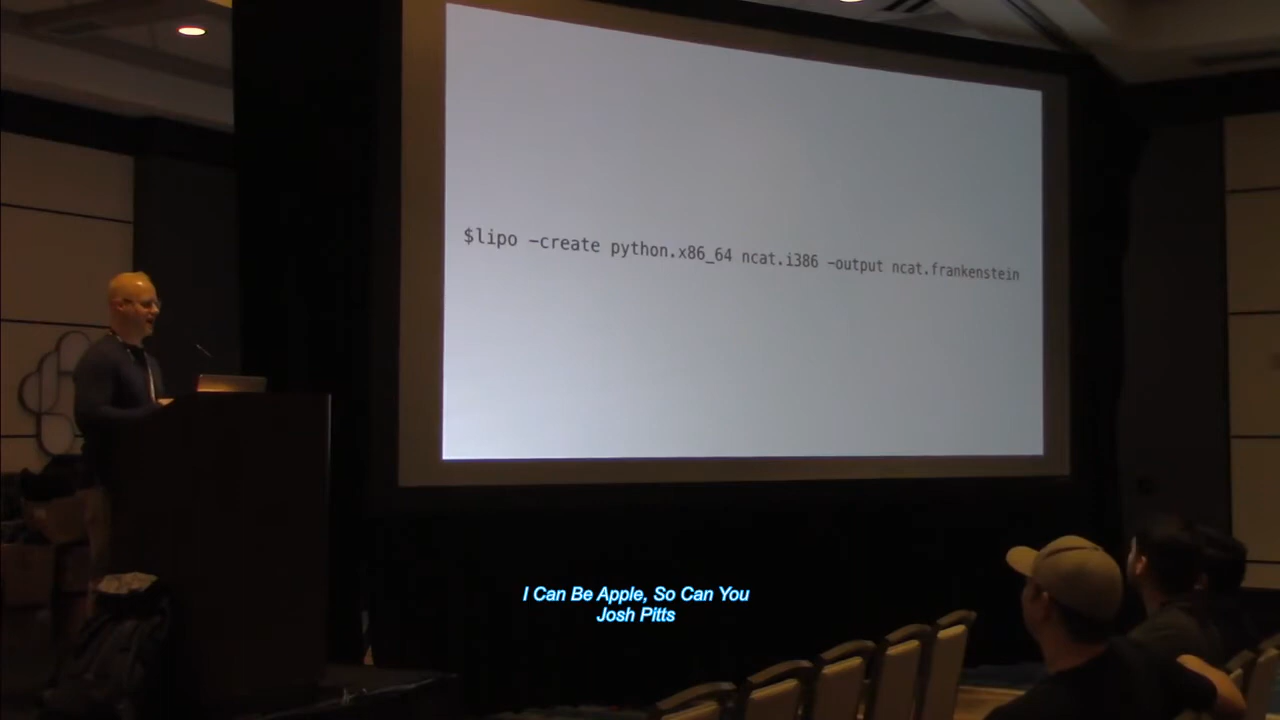 $lipo –create python.x86_64 ncat.i386 –output ncat.frankenstein
I Can Be Apple, So Can You
Josh Pitts